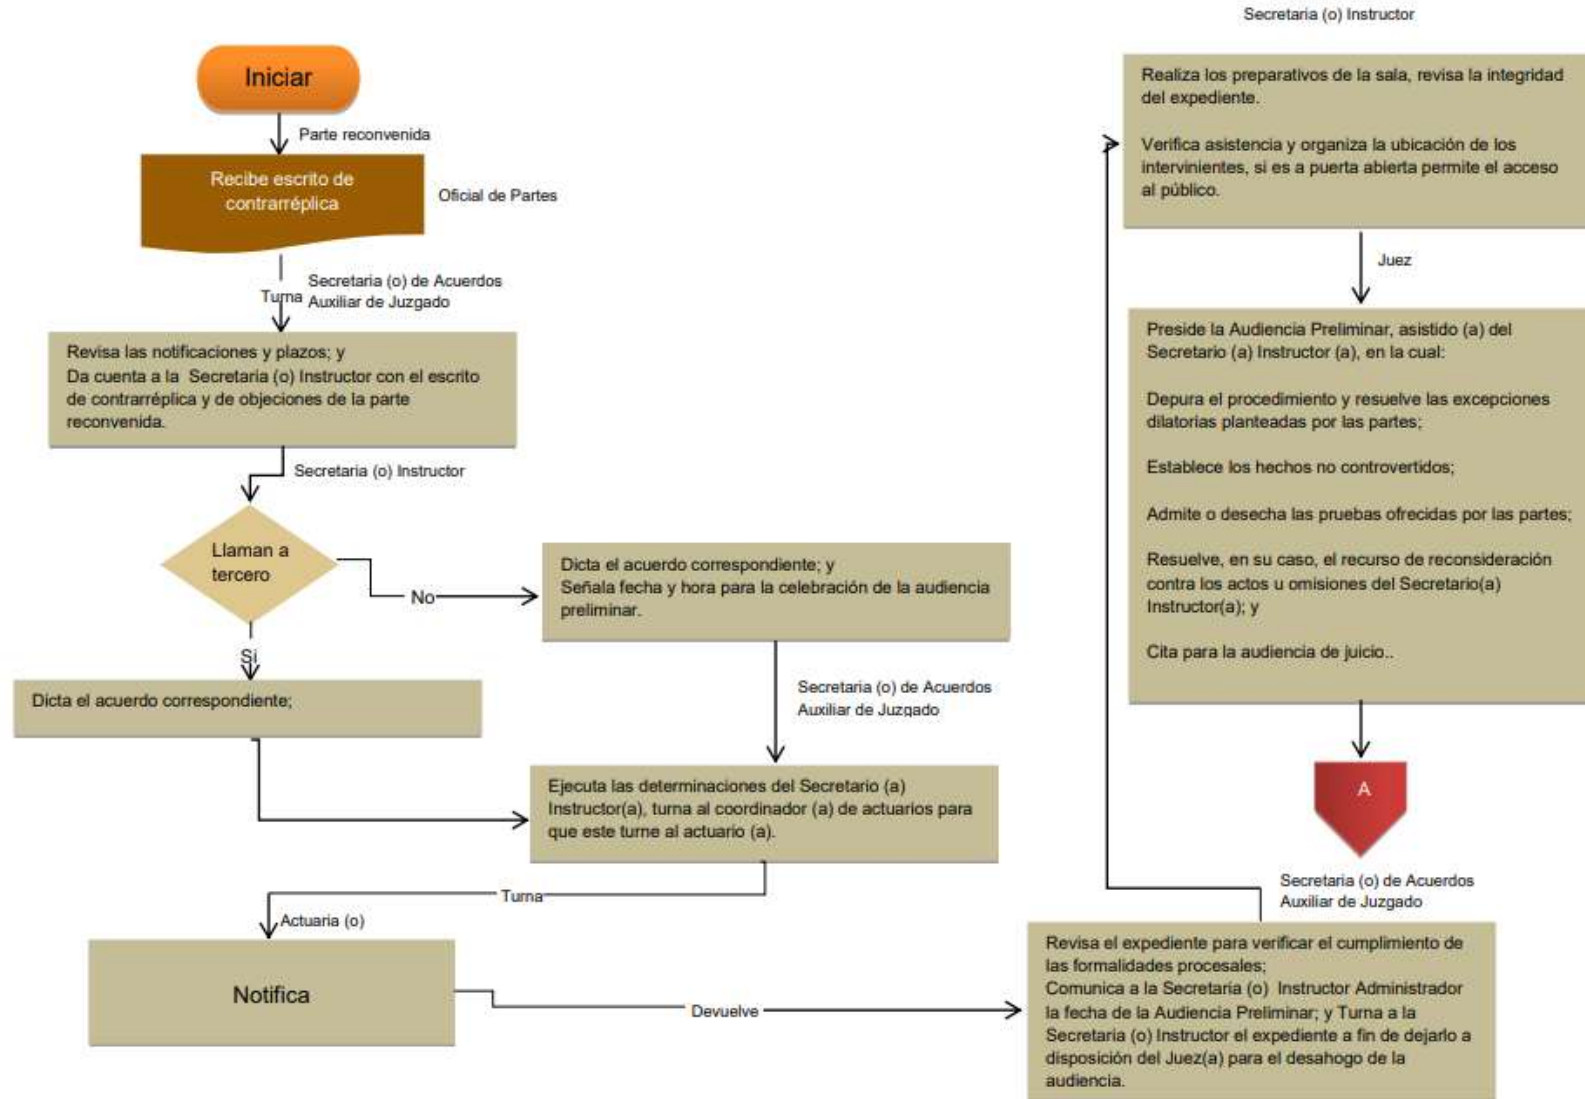 Iniciar
Parte reconvenida
Recibe escrito de
contrarréplica
Oficial de Partes
Turna
Secretaria (o) de Acuerdos
Auxiliar de Juzgado
Revisa las notificaciones y plazos; y
Da cuenta a la Secretaria (o) Instructor con el escrito
de contrarréplica y de objeciones de la parte
reconvenida.
Secretaria (o) Instructor
Llaman a
tercero
No
Si
Dicta el acuerdo correspondiente; y
Señala fecha y hora para la celebración de la audiencia
preliminar.
Dicta el acuerdo correspondiente;
Secretaria (o) de Acuerdos
Auxiliar de Juzgado
Ejecuta las determinaciones del Secretario (a)
Instructor(a), turna al coordinador (a) de actuarios para
que este turne al actuario (a).
Turna
Actuaria (o)
Notifica
Devuelve
Revisa el expediente para verificar el cumplimiento de
las formalidades procesales;
Comunica a la Secretaria (o) Instructor Administrador
la fecha de la Audiencia Preliminar; y Turna a la
Secretaria (o) Instructor el expediente a fin de dejarlo a
disposición del Juez(a) para el desahogo de la
audiencia.
Secretaria (o) de Acuerdos
Auxiliar de Juzgado
Secretaria (o) Instructor
Realiza los preparativos de la sala, revisa la integridad
del expediente.
Verifica asistencia y organiza la ubicación de los
intervinientes, si es a puerta abierta permite el acceso
al público.
Juez
Preside la Audiencia Preliminar, asistido (a) del
Secretario (a) Instructor (a), en la cual:
Depura el procedimiento y resuelve las excepciones
dilatorias planteadas por las partes;
Establece los hechos no controvertidos;
Admite o desecha las pruebas ofrecidas por las partes;
Resuelve, en su caso, el recurso de reconsideración
contra los actos u omisiones del Secretario(a)
Instructor(a); y
Cita para la audiencia de juicio..
A